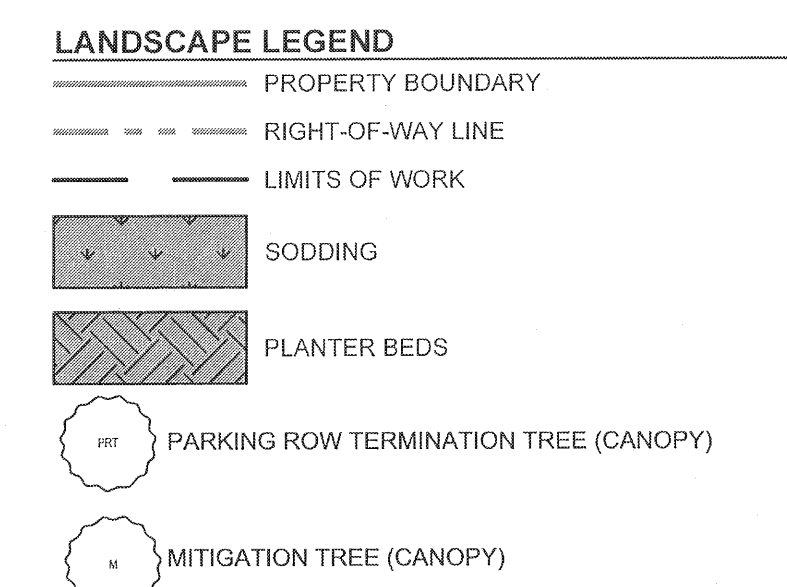 LANDSCAPE LEGEND
PROPERTY BOUNDARY
RIGHT-OF-WAY LINE
LIMITS OF WORK
SODDING
PLANTER BEDS
PRT PARKING ROW TERMINATION TREE (CANOPY)
M MITIGATION TREE (CANOPY)